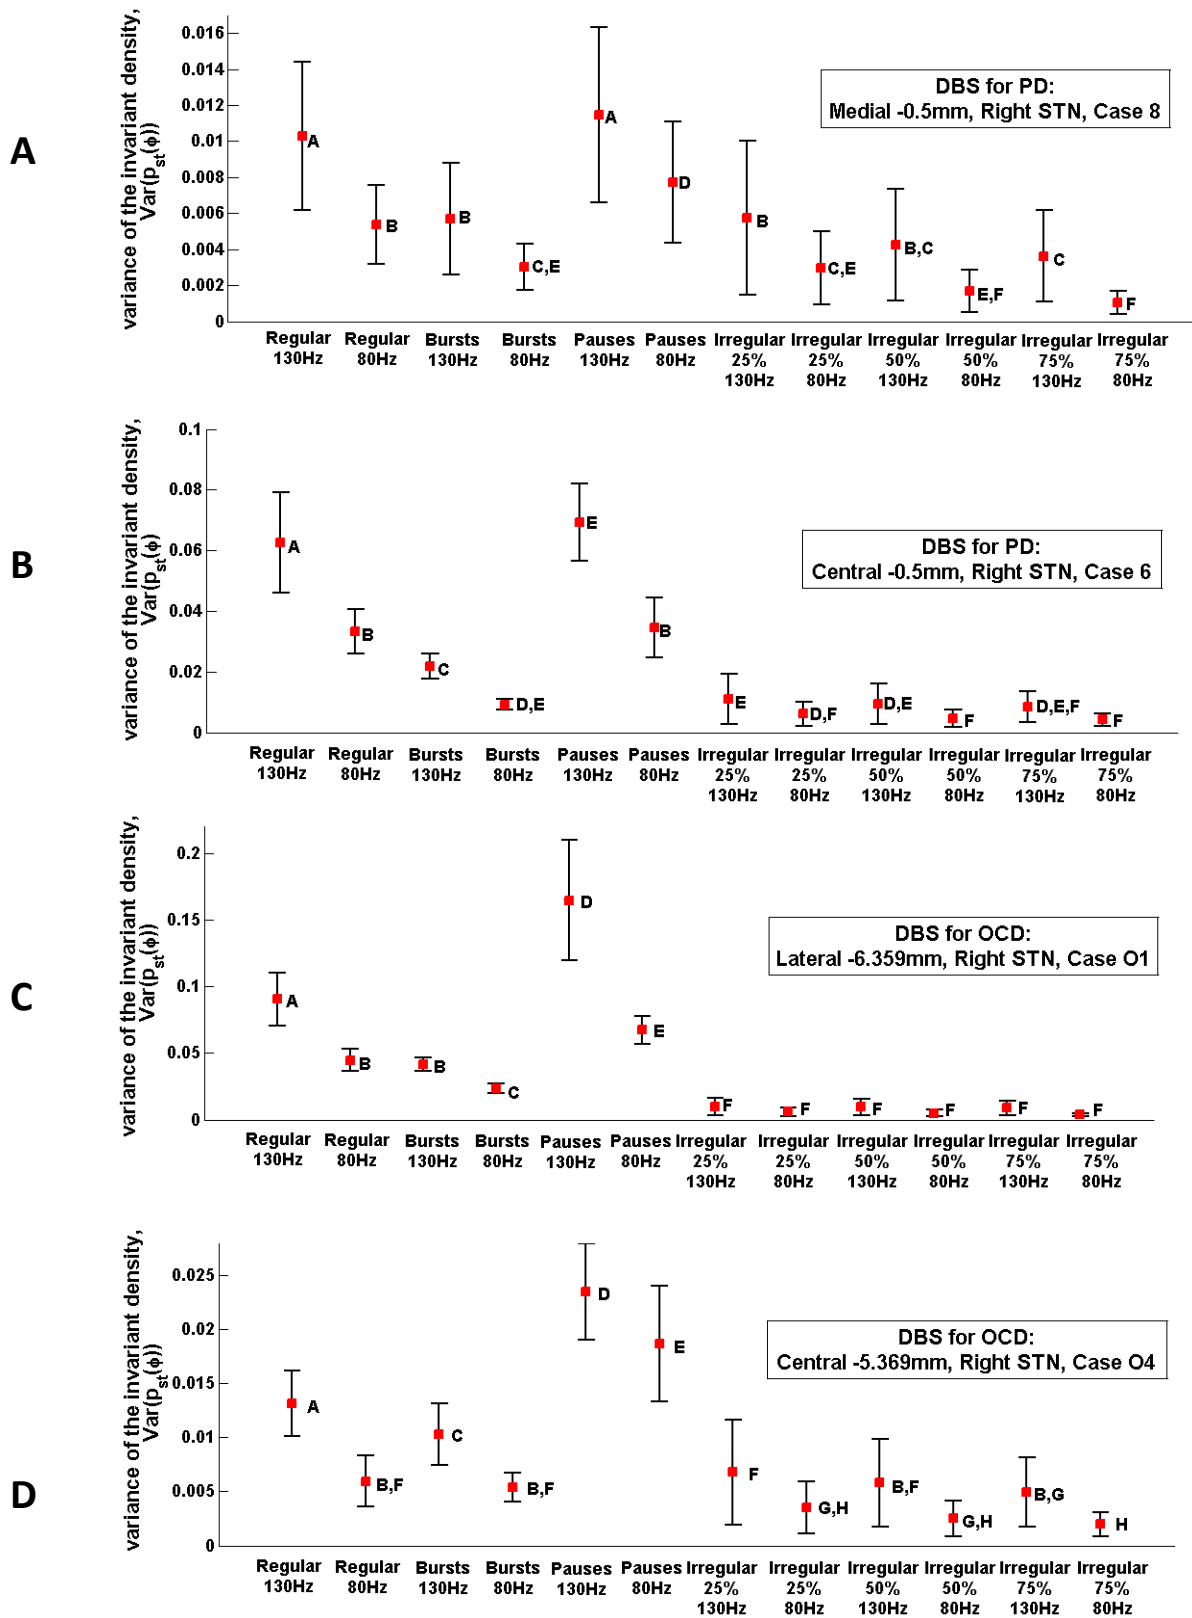 A
variance of the invariant density,
Var(p_st(ϕ))
0.016
0.014
0.012
0.01
0.008
0.006
0.004
0.002
0
DBS for PD:
Medial -0.5mm, Right STN, Case 8
A
B
B
C,E
A
D
B
C,E
B,C
E,F
C
F
Regular 130Hz
Regular 80Hz
Bursts 130Hz
Bursts 80Hz
Pauses 130Hz
Pauses 80Hz
Irregular 25% 130Hz
Irregular 25% 80Hz
Irregular 50% 130Hz
Irregular 50% 80Hz
Irregular 75% 130Hz
Irregular 75% 80Hz
B
variance of the invariant density,
Var(p_st(ϕ)
0.1
0.08
0.06
0.04
0.02
0
DBS for PD:
Central -0.5mm, Right STN, Case 6
A
B
C
D,E
E
B
E
D,F
D,E
F
D,E,F
F
Regular 130Hz
Regular 80Hz
Bursts 130Hz
Bursts 80Hz
Pauses 130Hz
Pauses 80Hz
Irregular 25% 130Hz
Irregular 25% 80Hz
Irregular 50% 130Hz
Irregular 50% 80Hz
Irregular 75% 130Hz
Irregular 75% 80Hz
C
variance of the invariant density,
Var(p_st(ϕ))
0.2
0.15
0.1
0.05
0
DBS for OCD:
Lateral -6.359mm, Right STN, Case O1
A
B
B
C
D
E
F
F
F
F
F
F
Regular 130Hz
Regular 80Hz
Bursts 130Hz
Bursts 80Hz
Pauses 130Hz
Pauses 80Hz
Irregular 25% 130Hz
Irregular 25% 80Hz
Irregular 50% 130Hz
Irregular 50% 80Hz
Irregular 75% 130Hz
Irregular 75% 80Hz
D
variance of the invariant density,
Var(p_st(ϕ))
0.025
0.02
0.015
0.01
0.005
0
DBS for OCD:
Central -5.369mm, Right STN, Case O4
A
B,F
C
B,F
D
E
F
G,H
B,F
G,H
B,G
H
Regular 130Hz
Regular 80Hz
Bursts 130Hz
Bursts 80Hz
Pauses 130Hz
Pauses 80Hz
Irregular 25% 130Hz
Irregular 25% 80Hz
Irregular 50% 130Hz
Irregular 50% 80Hz
Irregular 75% 130Hz
Irregular 75% 80Hz